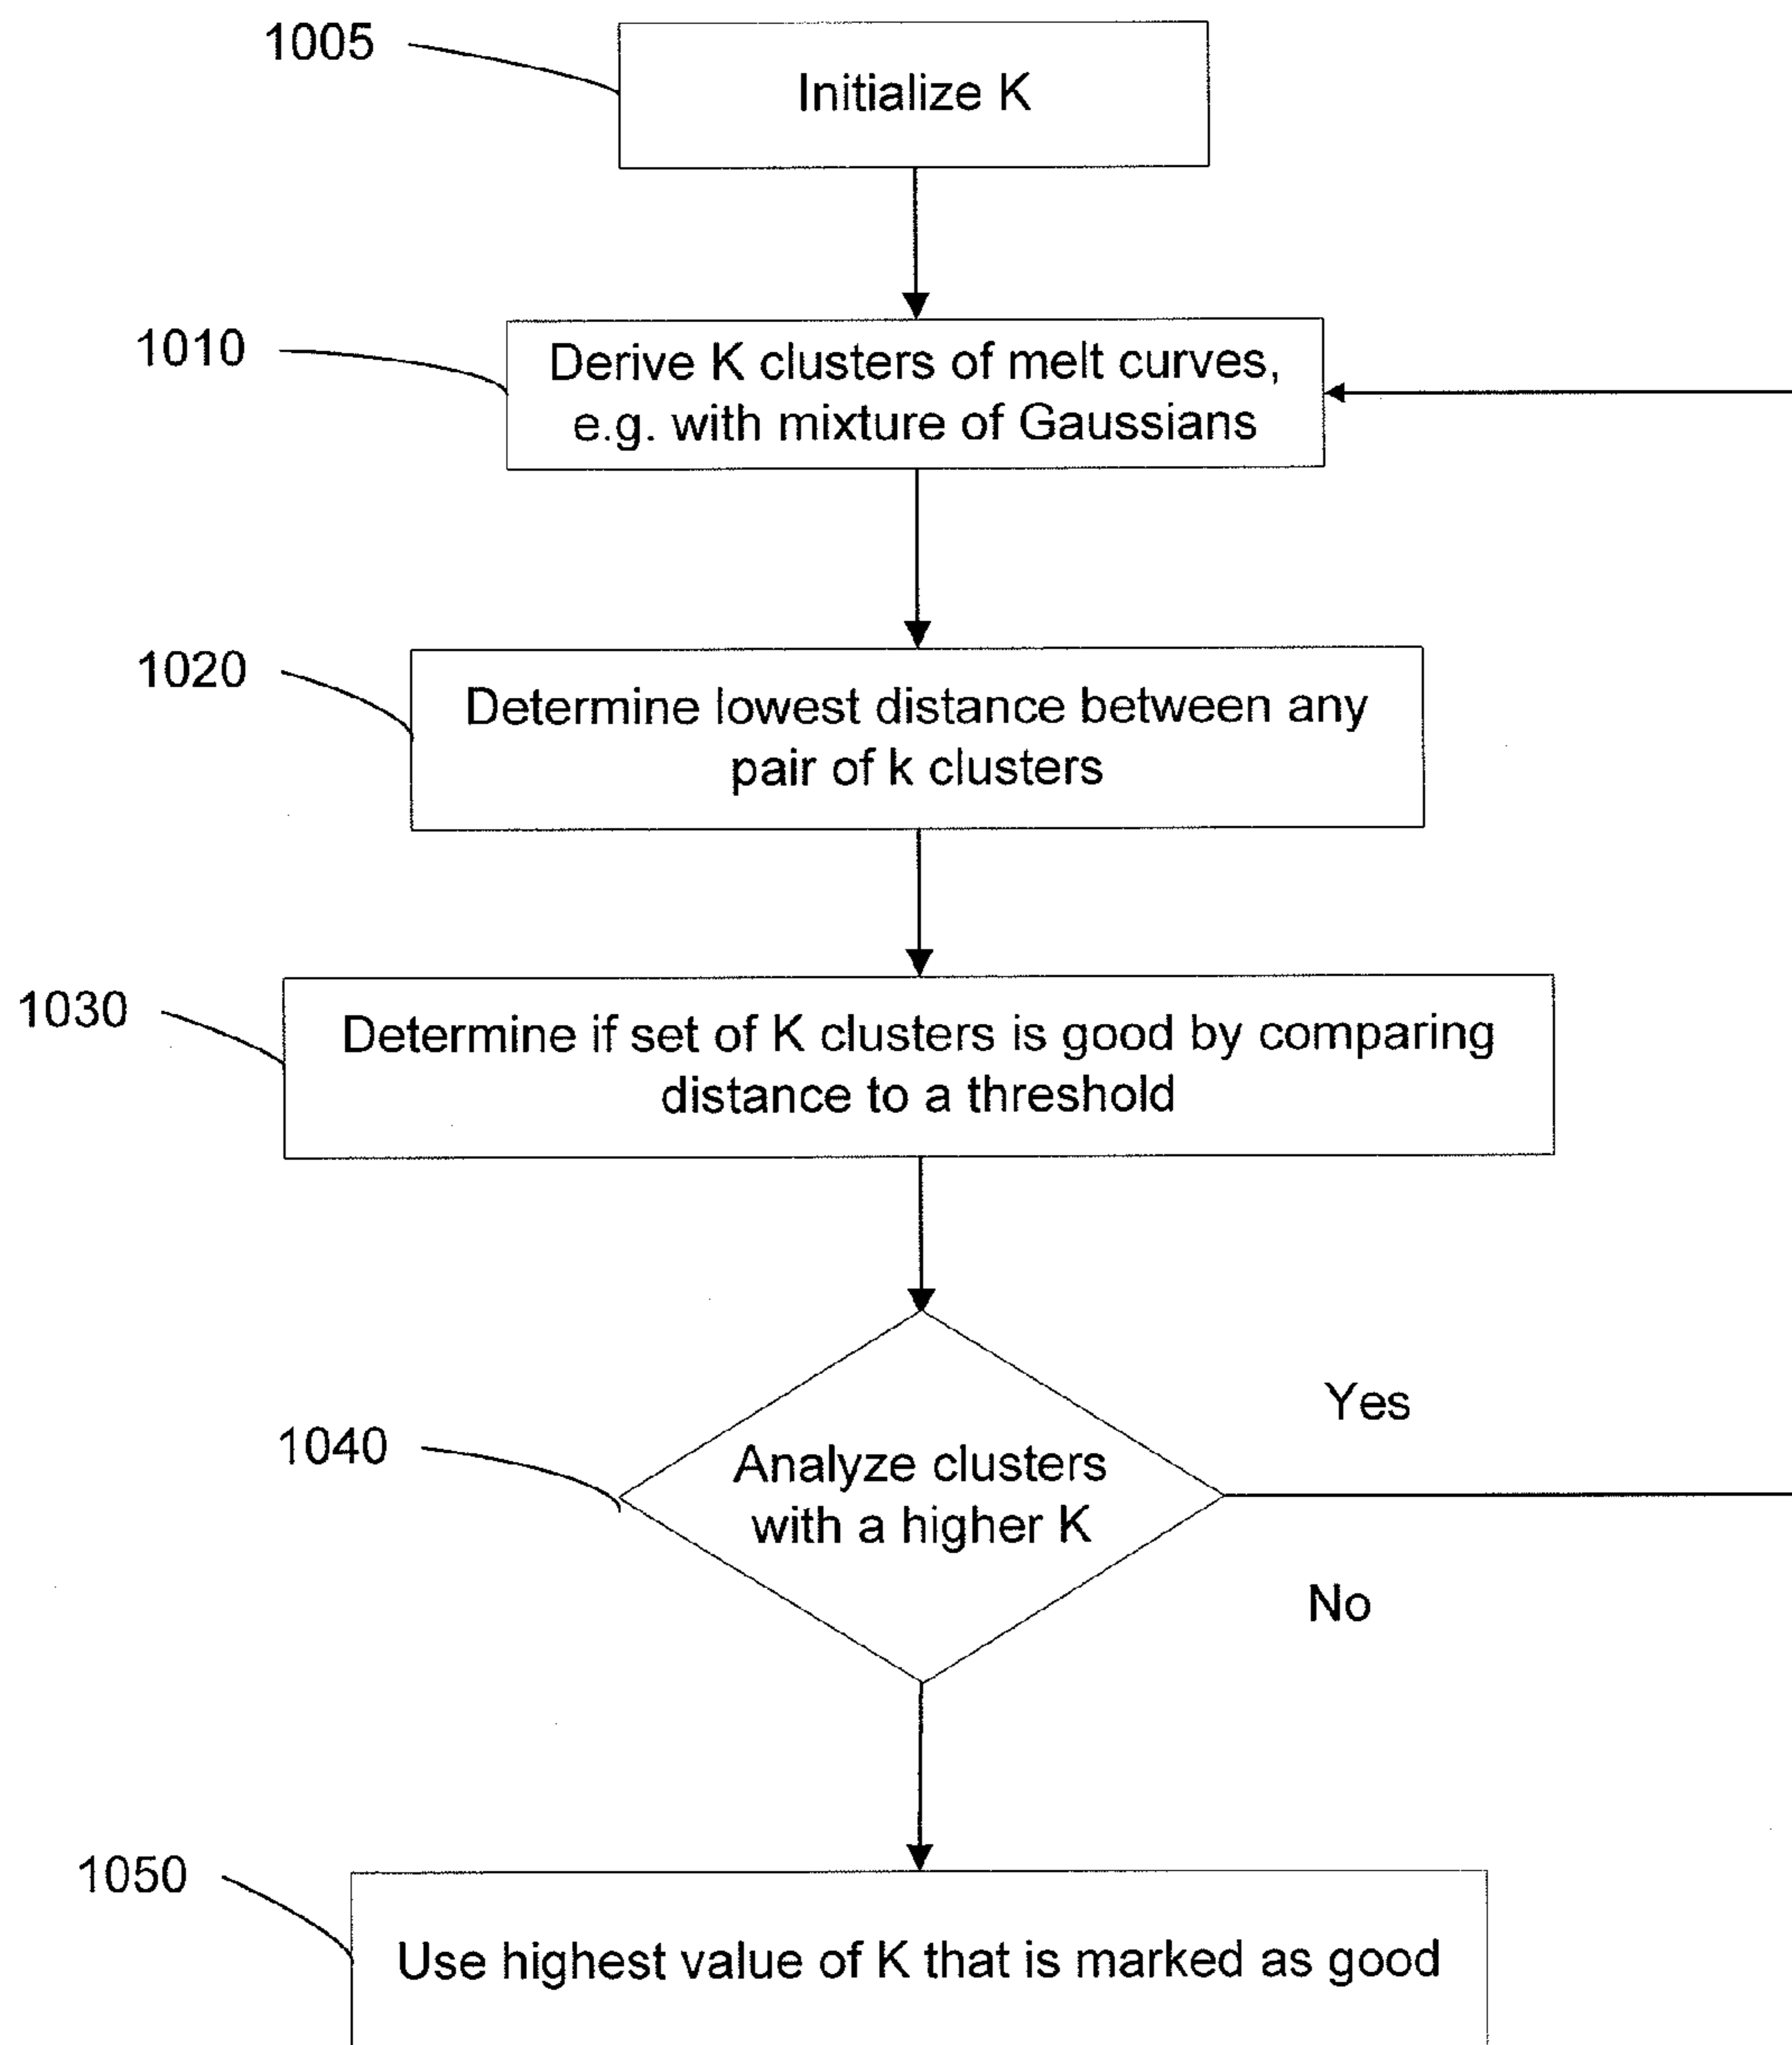 1005
Initialize K
1010
Derive K clusters of melt curves,
e.g. with mixture of Gaussians
1020
Determine lowest distance between any
pair of k clusters
1030
Determine if set of K clusters is good by comparing
distance to a threshold
Yes
1040
Analyze clusters
with a higher K
No
1050
Use highest value of K that is marked as good